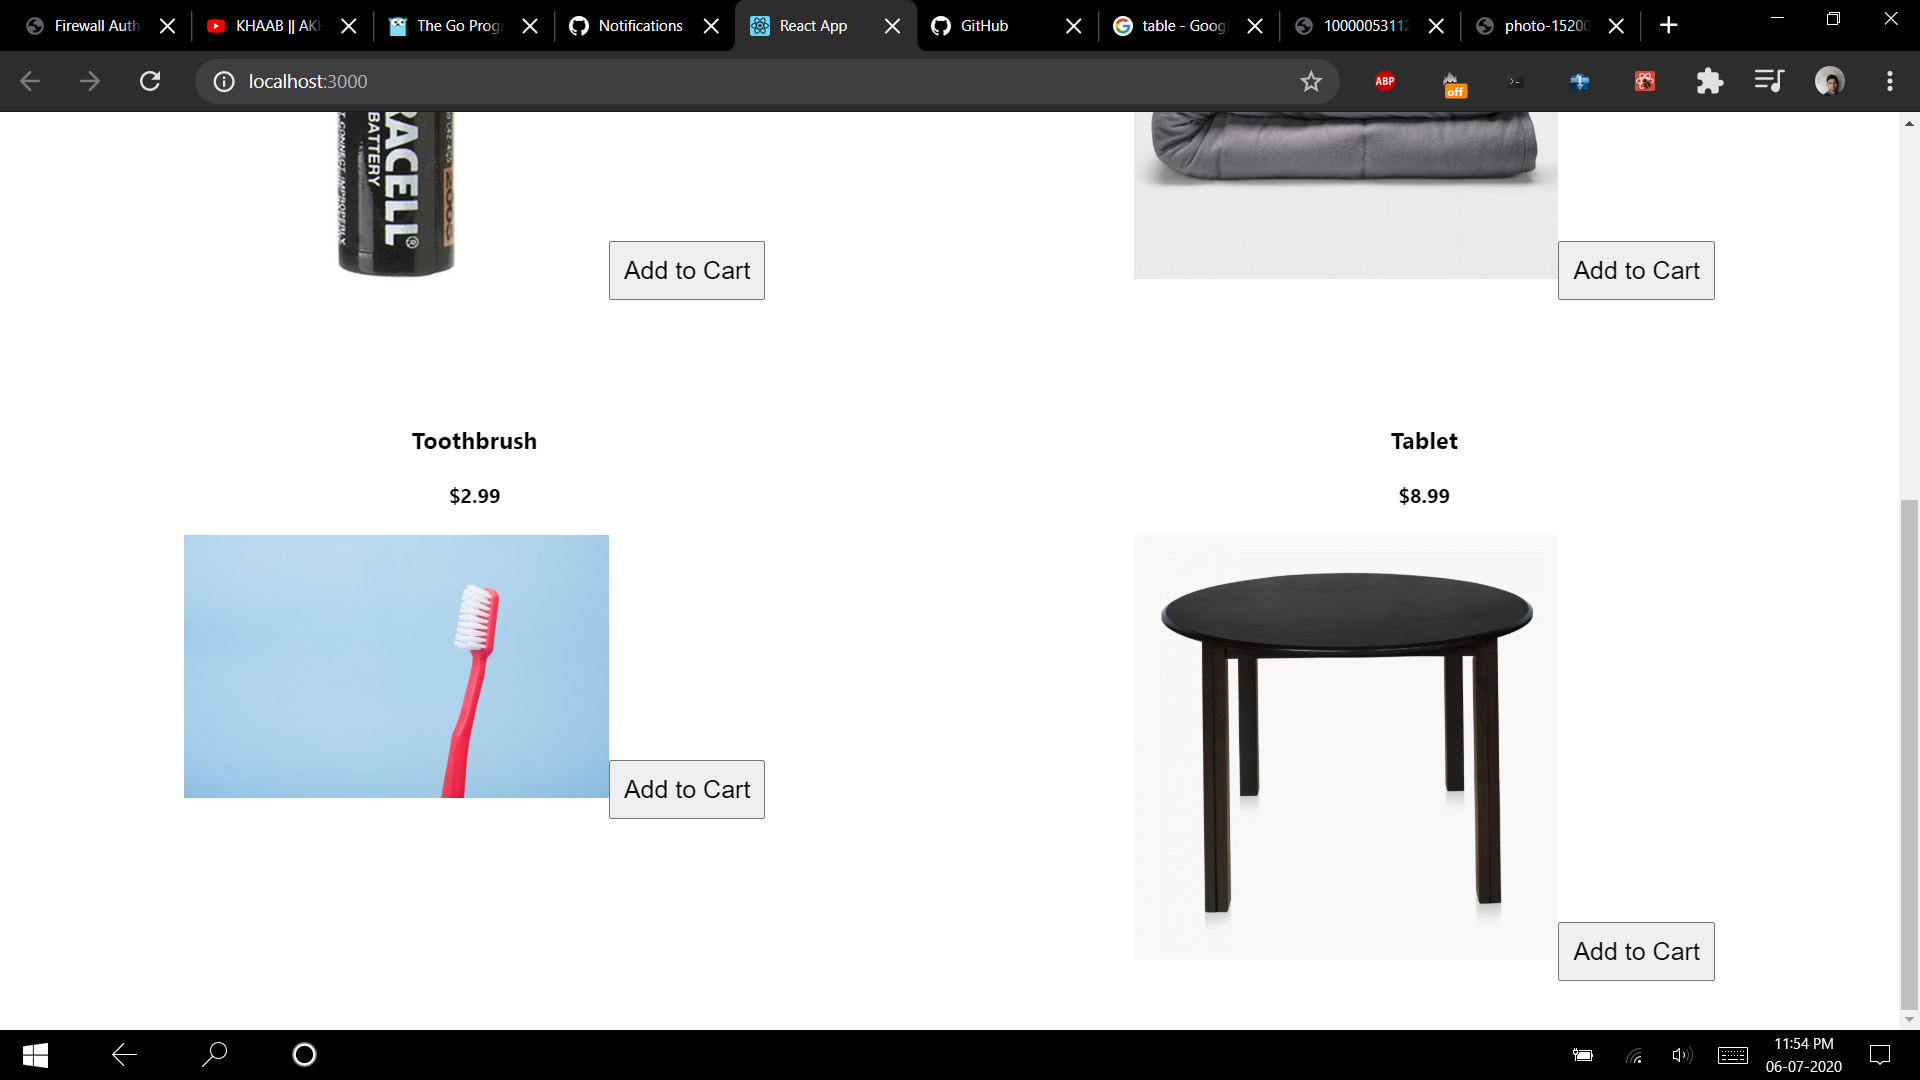 Firewall Auth
KHAAB || AK
The Go Prog
Notifications
React App
GitHub
table - Goog
10000053112
photo-15200
localhost:3000
ABP
off
RACELL
BATTERY
Add to Cart
Add to Cart
Toothbrush
$2.99
Add to Cart
Tablet
$8.99
Add to Cart
11:54 PM
06-07-2020